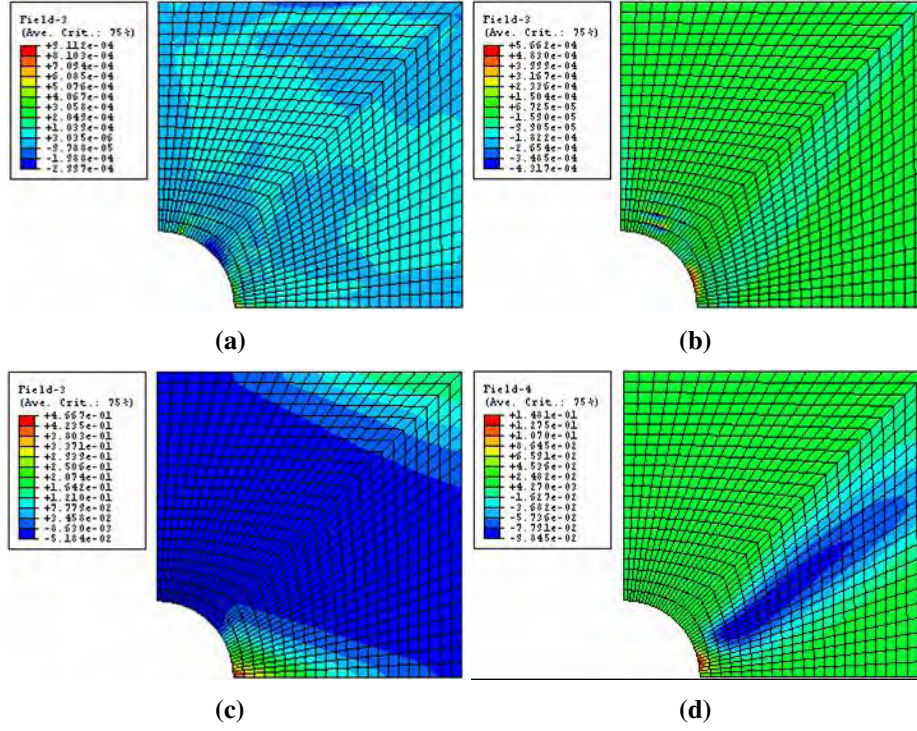 Field-3
(Ave. Crit.: 75%)
+9.112e-04
+8.103e-04
+7.094e-04
+6.085e-04
+5.076e-04
+4.067e-04
+3.058e-04
+2.049e-04
+1.039e-04
+3.035e-06
-9.788e-05
-1.988e-04
-2.997e-04
(a)
Field-3
(Ave. Crit.: 75%)
+5.662e-04
+4.830e-04
+3.999e-04
+3.167e-04
+2.336e-04
+1.504e-04
+6.725e-05
-1.590e-05
-9.905e-05
-1.822e-04
-2.654e-04
-3.485e-04
-4.317e-04
(b)
Field-3
(Ave. Crit.: 75%)
+4.667e-01
+4.235e-01
+3.803e-01
+3.371e-01
+2.939e-01
+2.506e-01
+2.074e-01
+1.642e-01
+1.210e-01
+7.779e-02
+3.458e-02
-8.630e-03
-5.184e-02
(c)
Field-4
(Ave. Crit.: 75%)
+1.481e-01
+1.275e-01
+1.070e-01
+8.645e-02
+6.591e-02
+4.536e-02
+2.482e-02
+4.270e-03
-1.627e-02
-3.682e-02
-5.736e-02
-7.791e-02
-9.845e-02
(d)